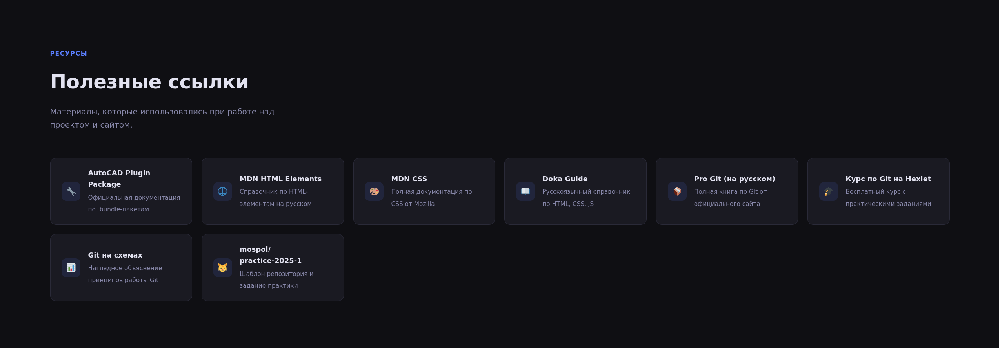 РЕСУРСЫ
Полезные ссылки
Материалы, которые использовались при работе над
проектом и сайтом.
AutoCAD Plugin
Package
Официальная документация
по .bundle-пакетам
MDN HTML Elements
Справочник по HTML-
элементам на русском
MDN CSS
Полная документация по
CSS от Mozilla
Doka Guide
Русскоязычный справочник
по HTML, CSS, JS
Pro Git (на русском)
Полная книга по Git от
официального сайта
Курс по Git на Hexlet
Бесплатный курс с
практическими заданиями
Git на схемах
Наглядное объяснение
принципов работы Git
mospol/
practice-2025-1
Шаблон репозитория и
задание практики